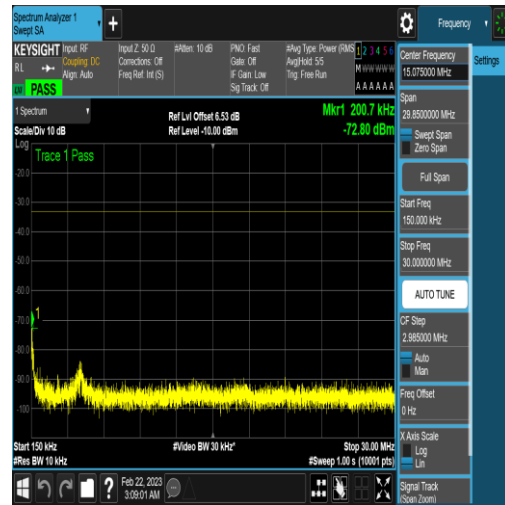 Spectrum Analyzer 1
Swept SA
+
Frequency
KEYSIGHT
Input: RF
Input Z: 50 Ω
#Atten: 10 dB
PNO: Fast
#Avg Type: Power (RMS
1 2 3 4 5 6
RL
Coupling: DC
Corrections: Off
Gate: Off
Avg|Hold: 5/5
M W W W W W
Align: Auto
Freq Ref: Int (S)
IF Gain: Low
Trig: Free Run
PASS
Sig Track: Off
A A A A A A
1 Spectrum
Scale/Div 10 dB
Ref Lvl Offset 6.53 dB
Ref Level -10.00 dBm
Mkr1 200.7 kHz
-72.80 dBm
Log
Trace 1 Pass
-20.0
-30.0
-40.0
-50.0
-60.0
-70.0
1
-80.0
-90.0
-100
Start 150 kHz
#Video BW 30 kHz*
Stop 30.00 MHz
#Res BW 10 kHz
#Sweep 1.00 s (10001 pts)
Feb 22, 2023
3:09:01 AM
?
Center Frequency
15.075000 MHz
Settings
Span
29.8500000 MHz
Swept Span
Zero Span
Full Span
Start Freq
150.000 kHz
Stop Freq
30.000000 MHz
AUTO TUNE
CF Step
2.985000 MHz
Auto
Man
Freq Offset
0 Hz
X Axis Scale
Log
Lin
Signal Track
(Span Zoom)